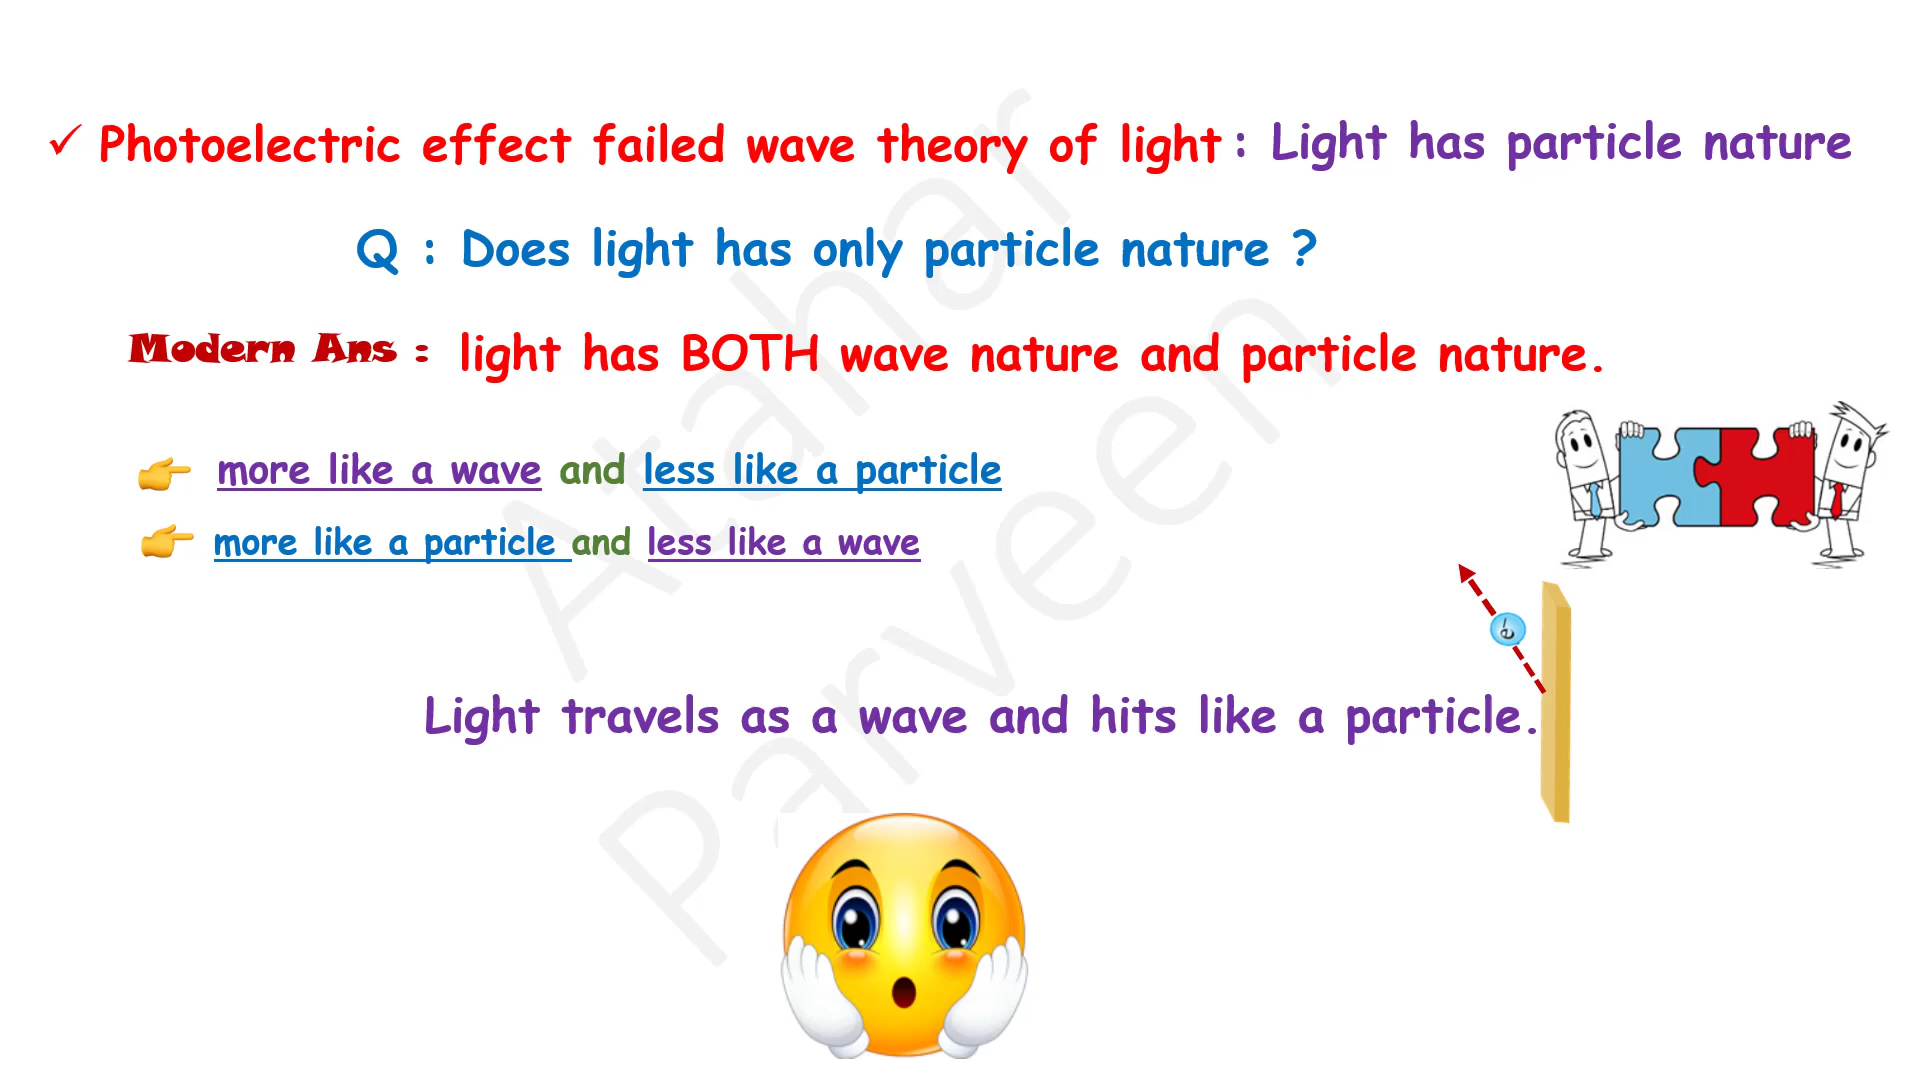 ✓ Photoelectric effect failed wave theory of light : Light has particle nature
Q : Does light has only particle nature ?
Modern Ans : light has BOTH wave nature and particle nature.
👉 more like a wave and less like a particle
👉 more like a particle and less like a wave
e-
Light travels as a wave and hits like a particle.
Atahar
Parveen